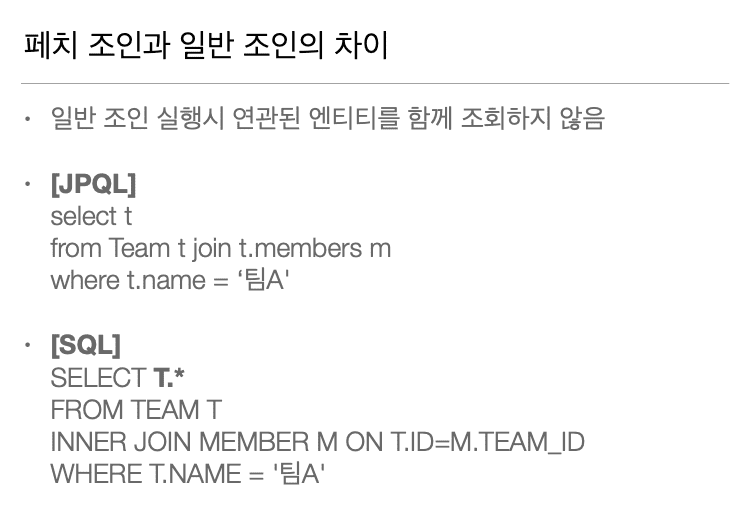 페치 조인과 일반 조인의 차이
• 일반 조인 실행시 연관된 엔티티를 함께 조회하지 않음
• [JPQL]
select t
from Team t join t.members m
where t.name = ‘팀A'
• [SQL]
SELECT T.*
FROM TEAM T
INNER JOIN MEMBER M ON T.ID=M.TEAM_ID
WHERE T.NAME = '팀A'